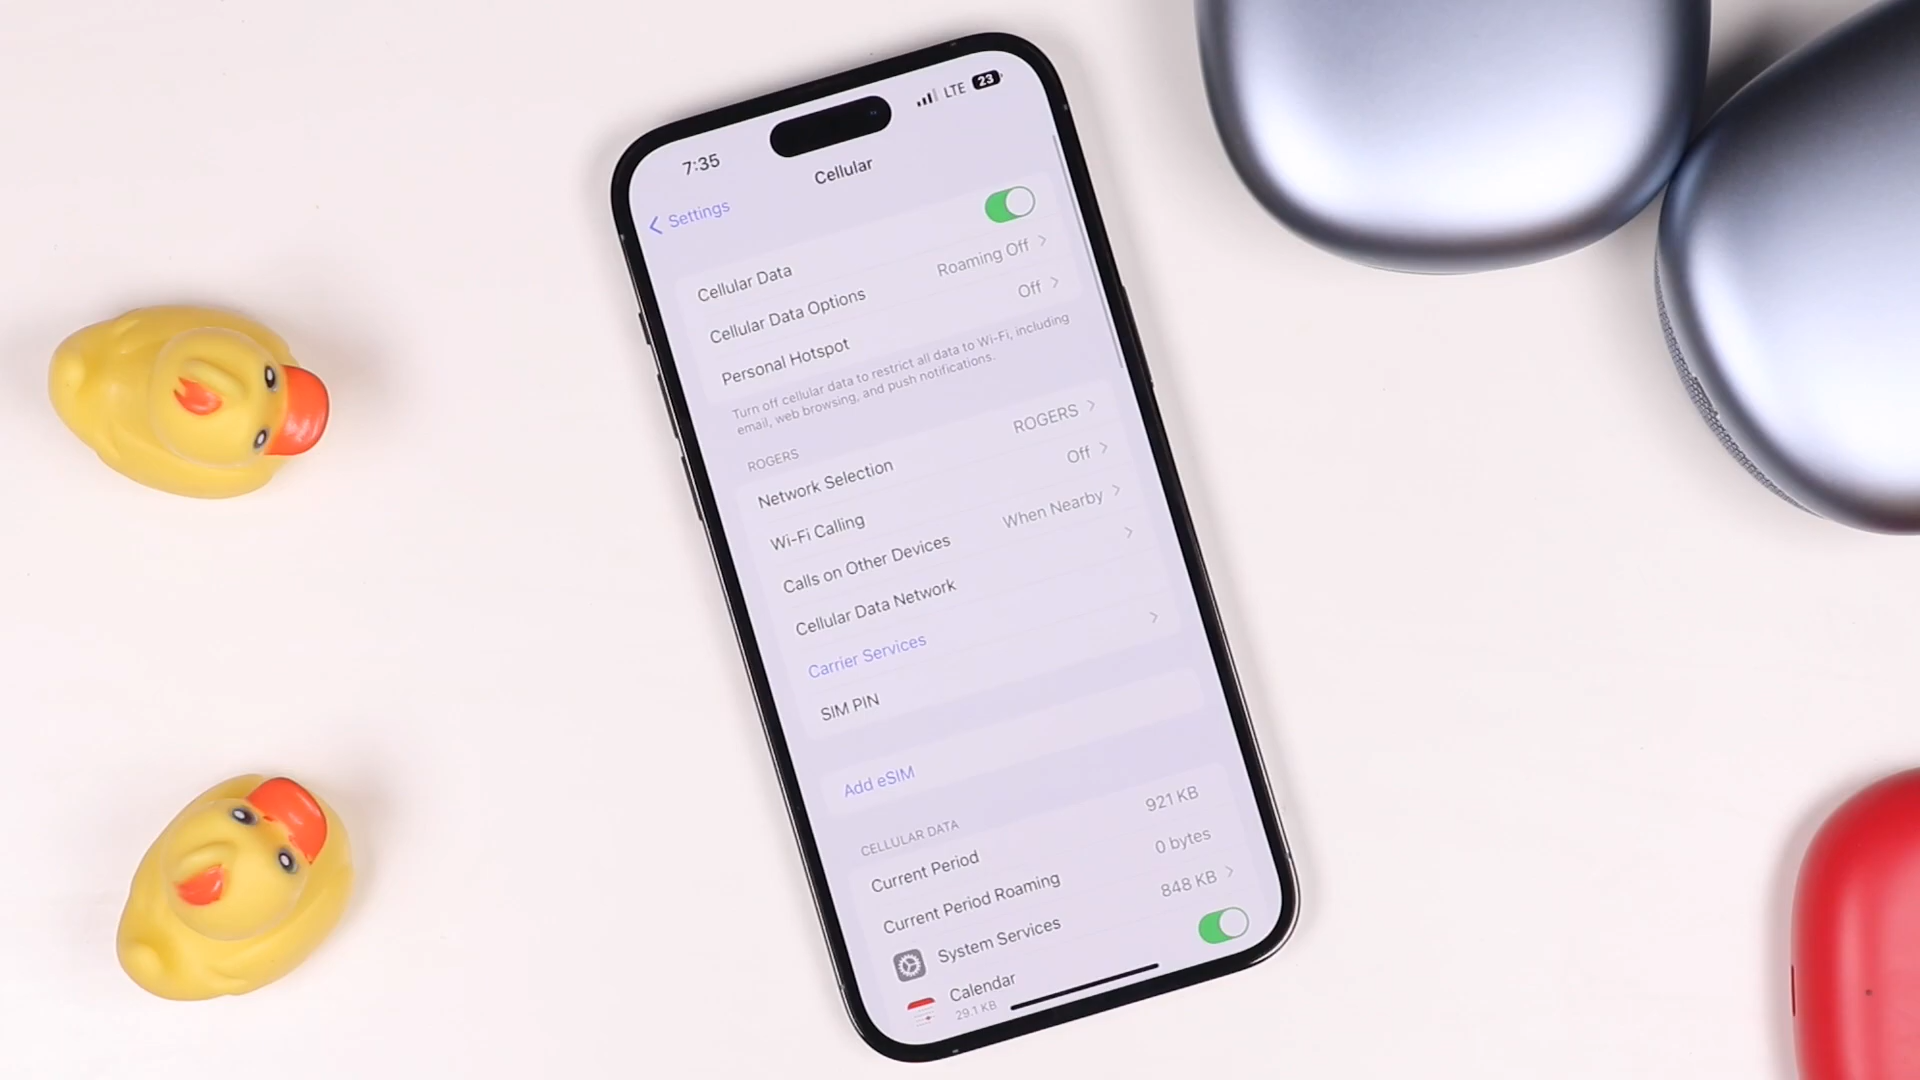 7:35
LTE 23
Settings
Cellular
Cellular Data
Cellular Data Options Roaming Off
Personal Hotspot Off
Turn off cellular data to restrict all data to Wi-Fi, including
email, web browsing, and push notifications.
ROGERS
Network Selection ROGERS
Wi-Fi Calling Off
Calls on Other Devices When Nearby
Cellular Data Network
Carrier Services
SIM PIN
Add eSIM
CELLULAR DATA
Current Period 921 KB
Current Period Roaming 0 bytes
System Services 848 KB
Calendar
29.1 KB